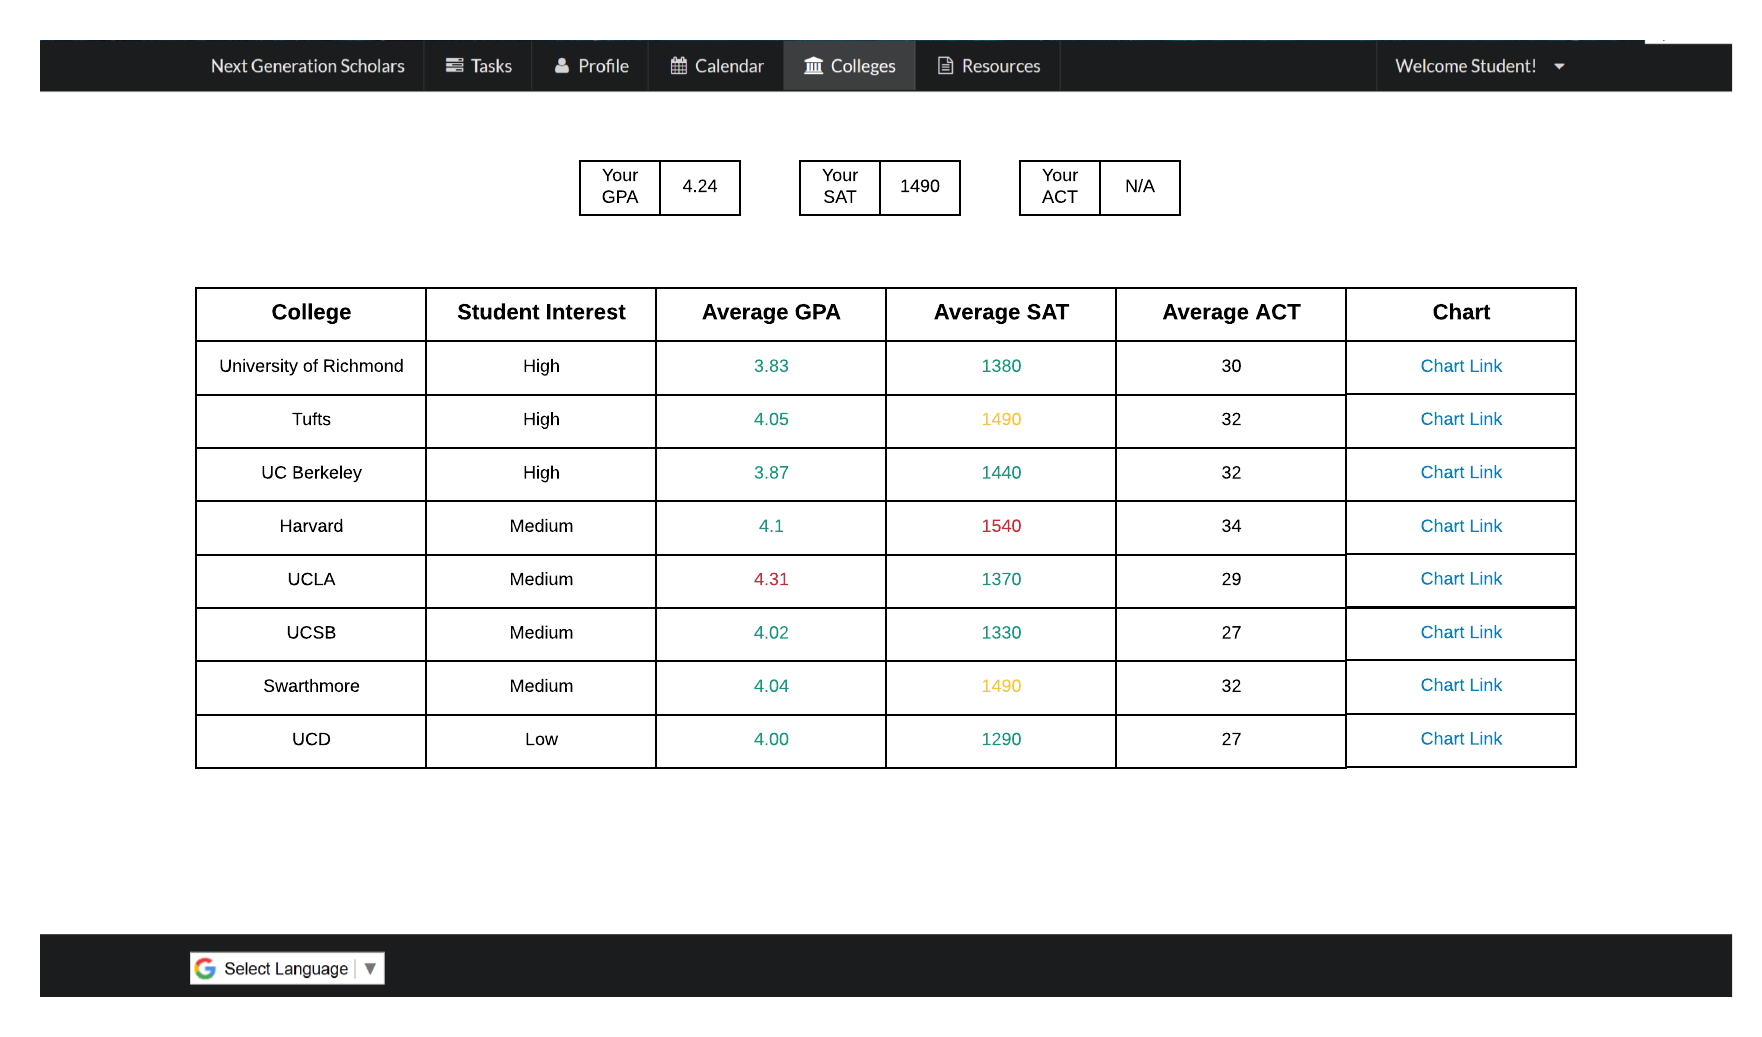 Next Generation Scholars Tasks Profile Calendar Colleges Resources Welcome Student!
Your GPA 4.24 Your SAT 1490 Your ACT N/A
College Student Interest Average GPA Average SAT Average ACT Chart
University of Richmond High 3.83 1380 30 Chart Link
Tufts High 4.05 1490 32 Chart Link
UC Berkeley High 3.87 1440 32 Chart Link
Harvard Medium 4.1 1540 34 Chart Link
UCLA Medium 4.31 1370 29 Chart Link
UCSB Medium 4.02 1330 27 Chart Link
Swarthmore Medium 4.04 1490 32 Chart Link
UCD Low 4.00 1290 27 Chart Link
Select Language